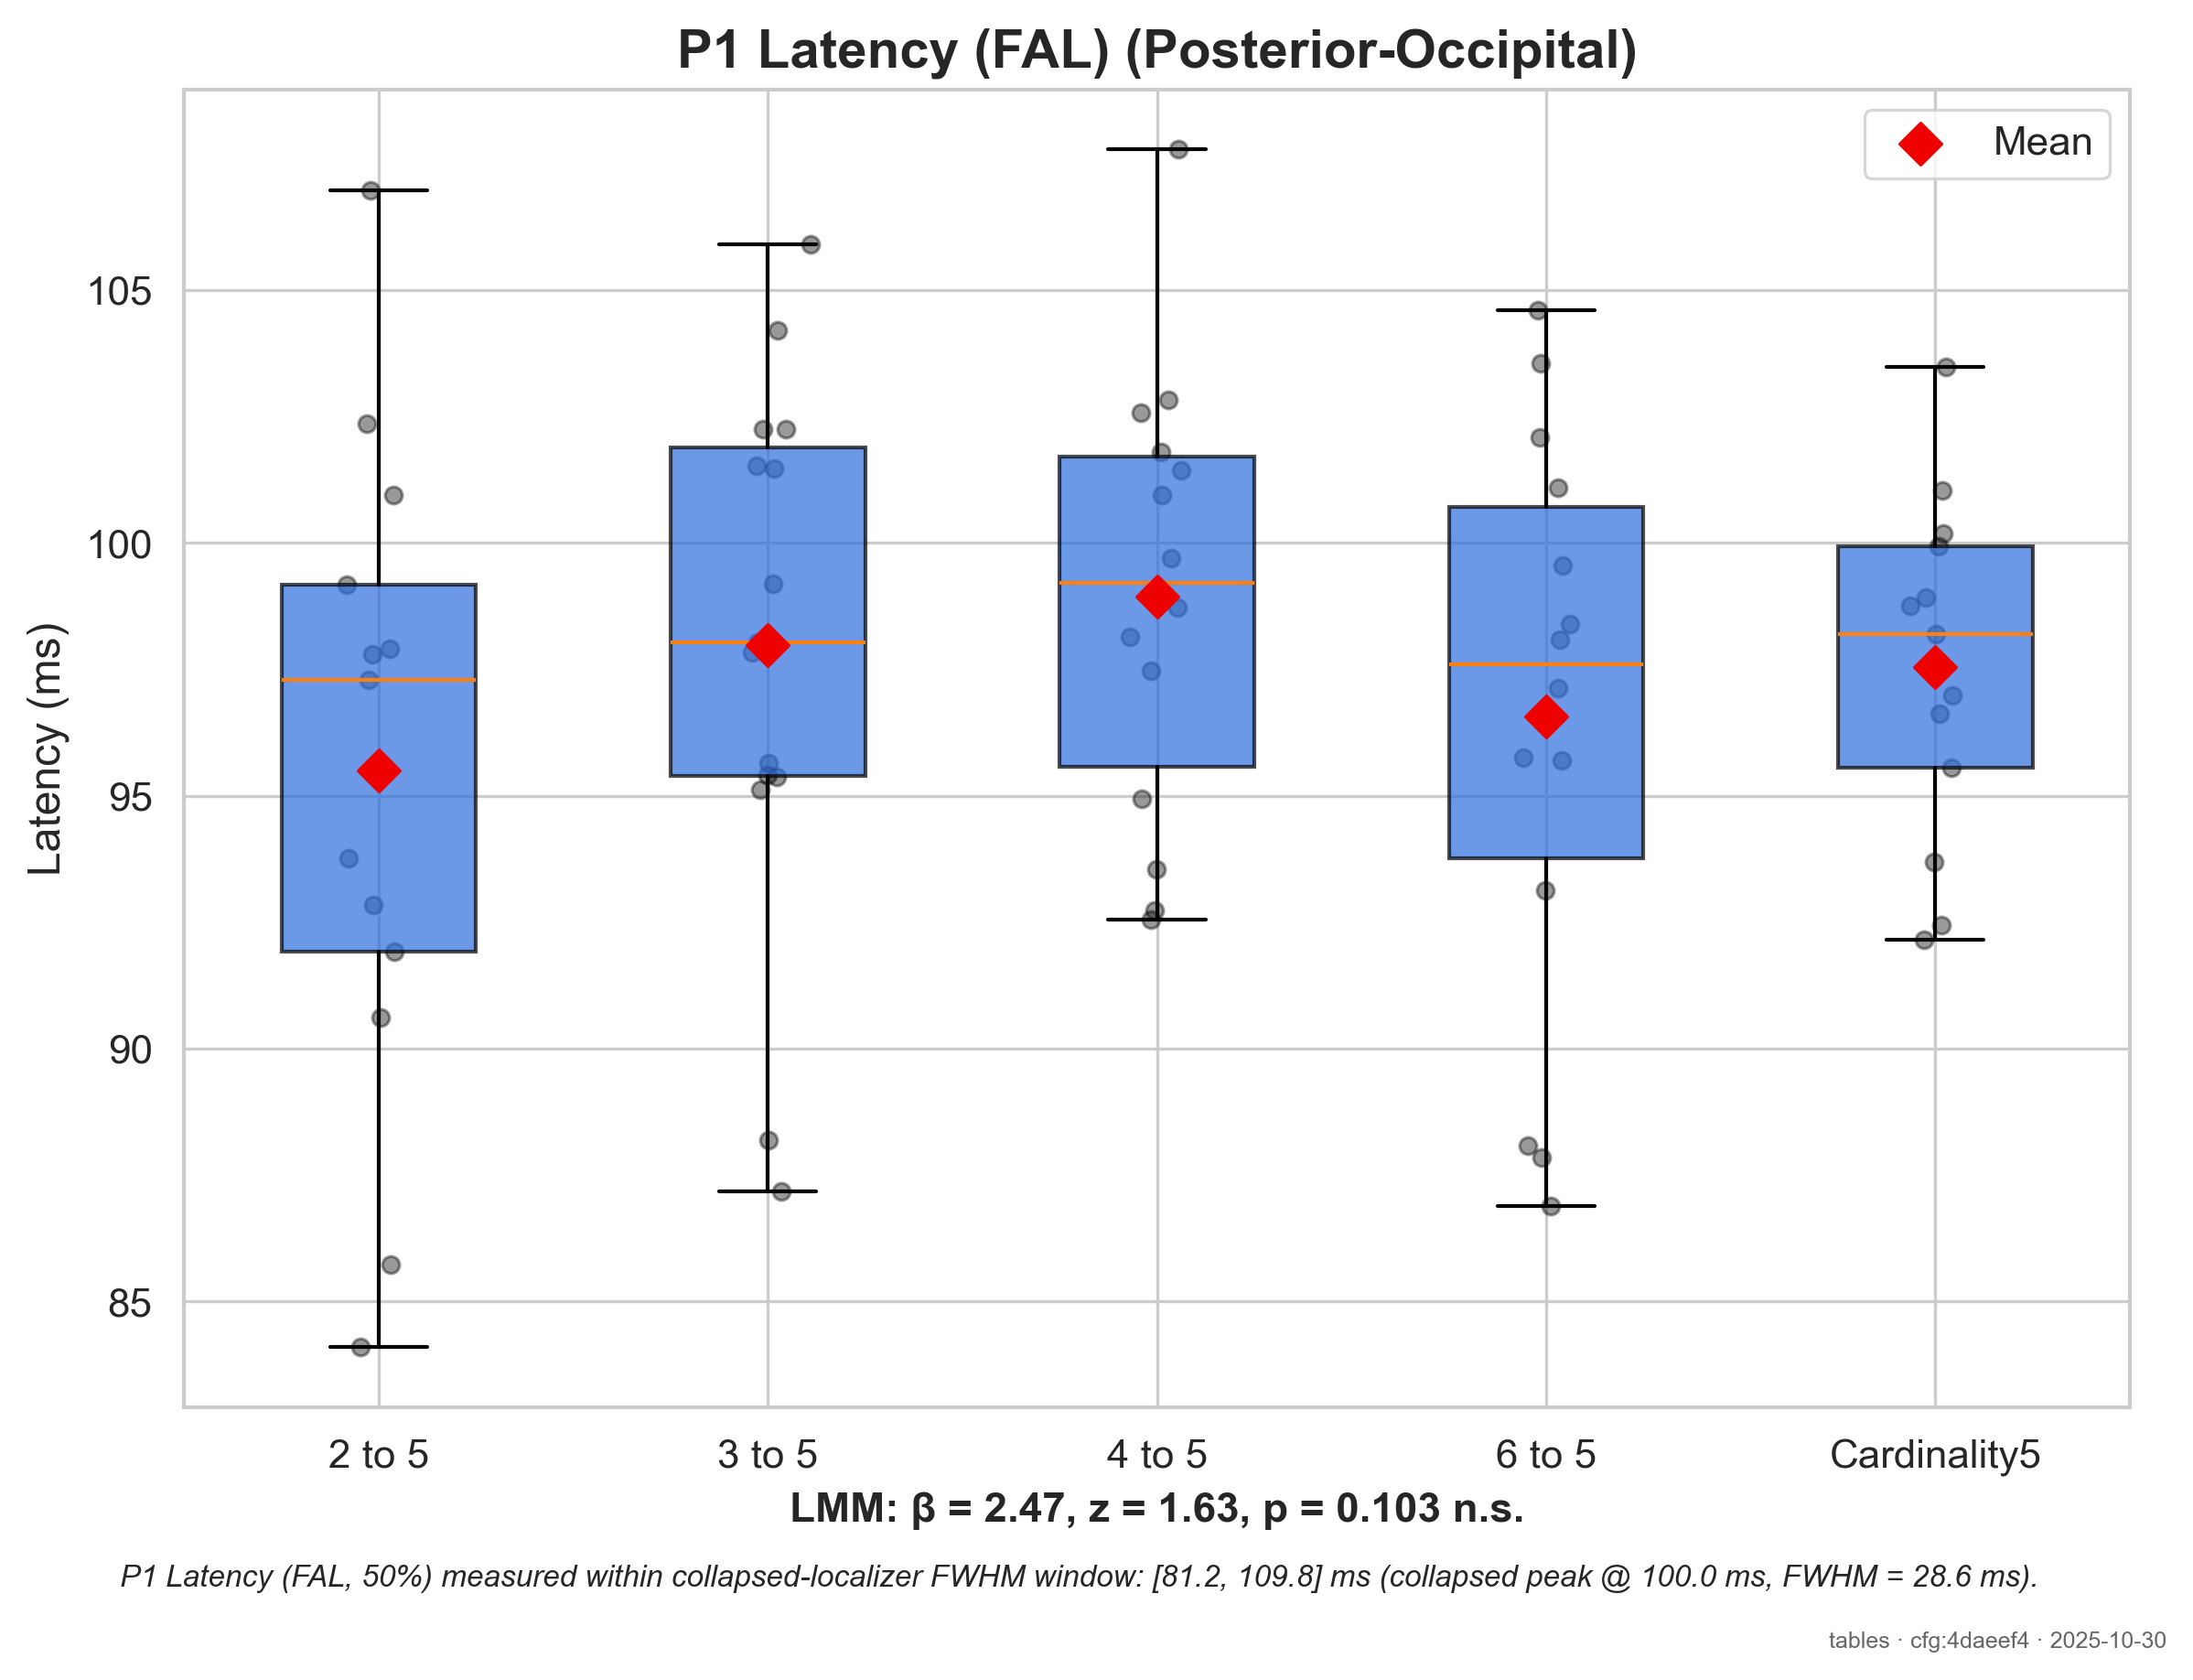 P1 Latency (FAL) (Posterior-Occipital)
Mean
Latency (ms)
105
100
95
90
85
2 to 5
3 to 5
4 to 5
6 to 5
Cardinality5
LMM: β = 2.47, z = 1.63, p = 0.103 n.s.
P1 Latency (FAL, 50%) measured within collapsed-localizer FWHM window: [81.2, 109.8] ms (collapsed peak @ 100.0 ms, FWHM = 28.6 ms).
tables · cfg:4daeef4 · 2025-10-30